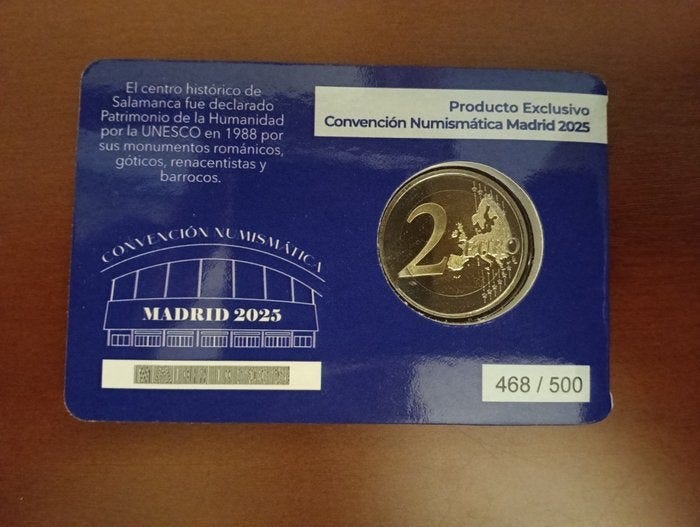 El centro histórico de
Salamanca fue declarado
Patrimonio de la Humanidad
por la UNESCO en 1988 por
sus monumentos románicos,
góticos, renacentistas y
barrocos.
Producto Exclusivo
Convención Numismática Madrid 2025
2 EURO
CONVENCIÓN NUMISMÁTICA
MADRID 2025
468 / 500